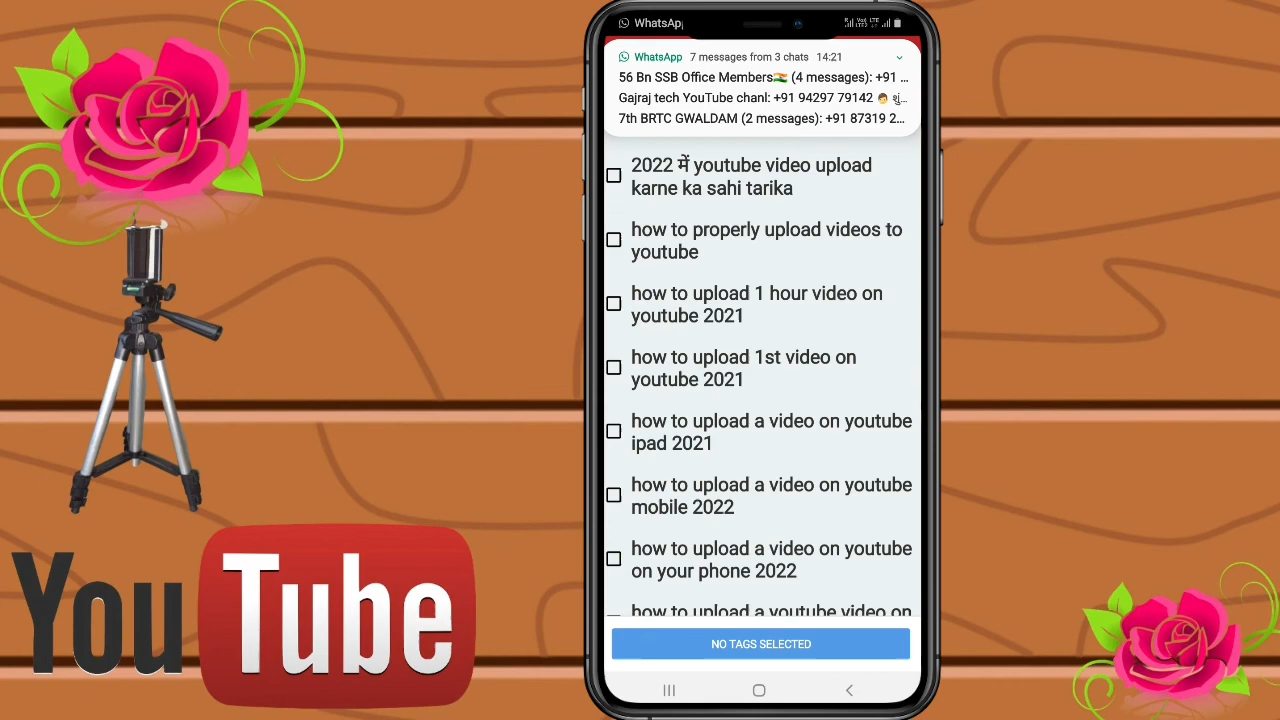 WhatsAp
WhatsApp 7 messages from 3 chats 14:21
56 Bn SSB Office Members🇮🇳 (4 messages): +91 ...
Gajraj tech YouTube chanl: +91 94297 79142
7th BRTC GWALDAM (2 messages): +91 87319 2...
2022 में youtube video upload
karne ka sahi tarika
how to properly upload videos to
youtube
how to upload 1 hour video on
youtube 2021
how to upload 1st video on
youtube 2021
how to upload a video on youtube
ipad 2021
how to upload a video on youtube
mobile 2022
how to upload a video on youtube
on your phone 2022
how to upload a youtube video on
NO TAGS SELECTED
YouTube